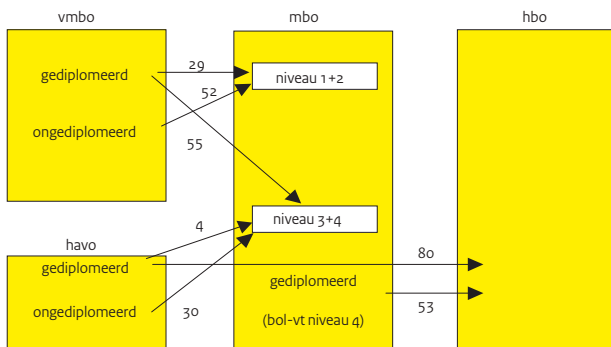 vmbo
mbo
hbo
29
gediplomeerd
niveau 1+2
52
ongediplomeerd
55
niveau 3+4
4
havo
gediplomeerd
80
gediplomeerd
ongediplomeerd
30
53
(bol-vt niveau 4)